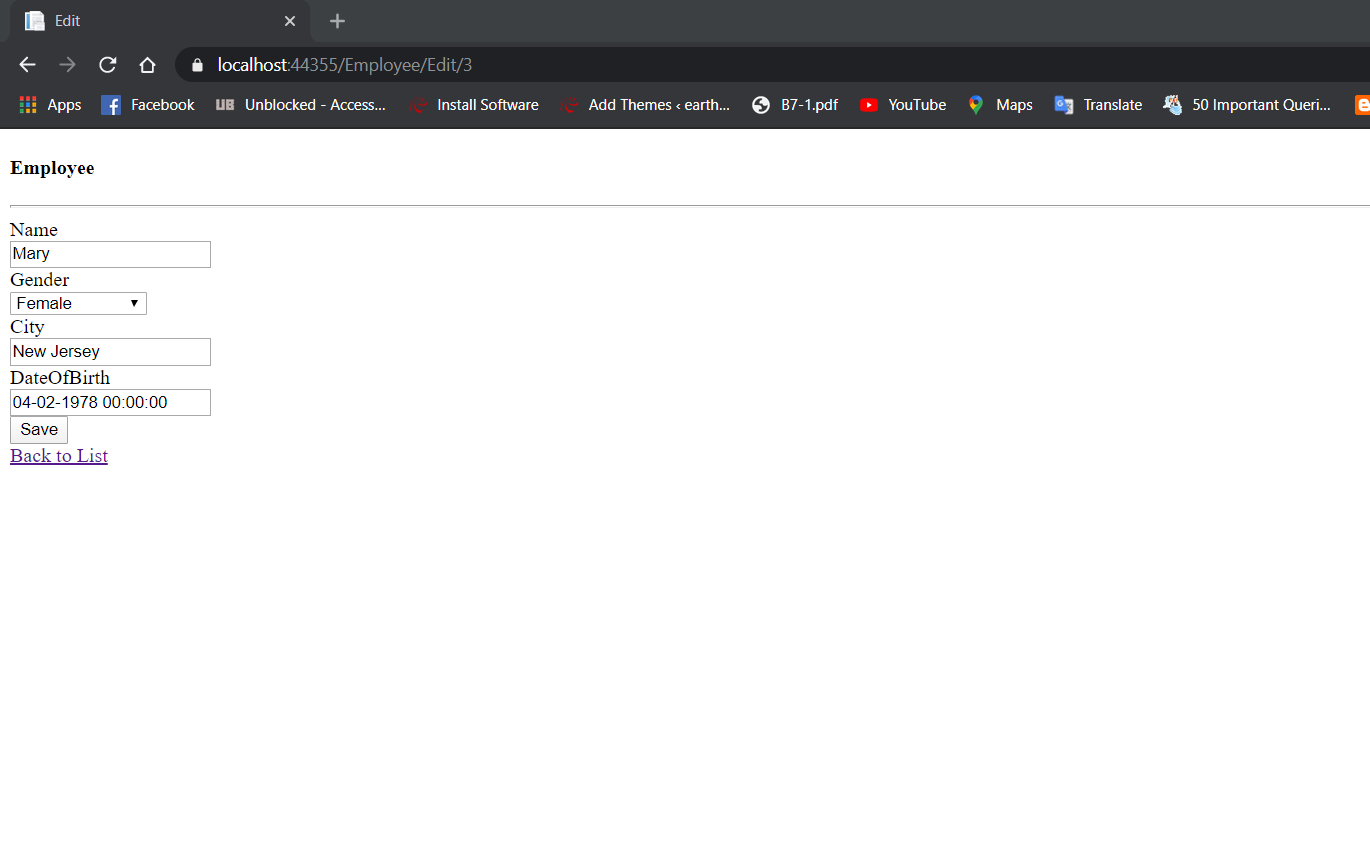 Edit
localhost:44355/Employee/Edit/3
Apps Facebook UB Unblocked - Access... Install Software Add Themes ‹ earth... B7-1.pdf YouTube Maps Translate 50 Important Queri...
Employee
Name
Mary
Gender
Female
City
New Jersey
DateOfBirth
04-02-1978 00:00:00
Save
Back to List